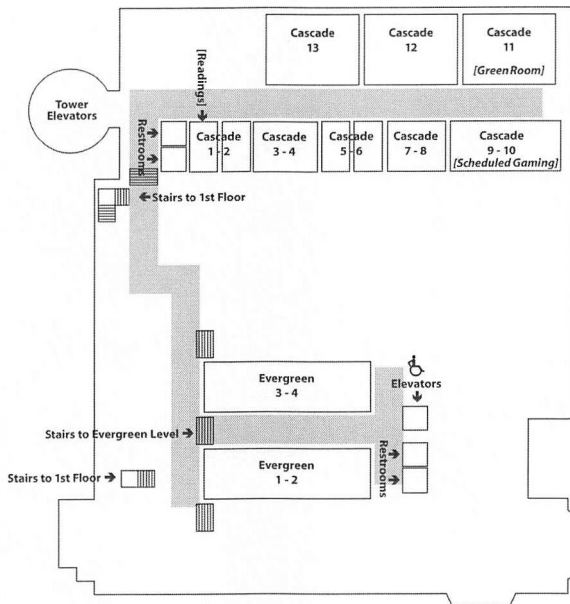 Cascade
13
Cascade
12
Cascade
11
[Green Room]
Tower
Elevators
[Readings]
Restrooms
Cascade
1 - 2
Cascade
3 - 4
Cascade
5 - 6
Cascade
7 - 8
Cascade
9 - 10
[Scheduled Gaming]
Stairs to 1st Floor
Evergreen
3 - 4
Elevators
Stairs to Evergreen Level
Restrooms
Evergreen
1 - 2
Stairs to 1st Floor